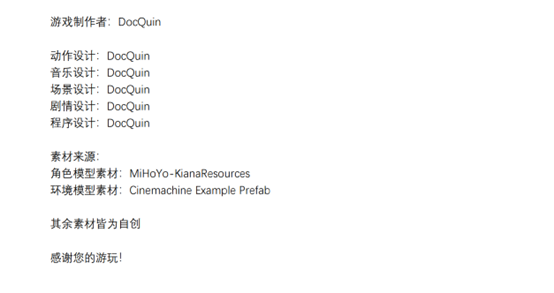 游戏制作者：DocQuin
动作设计：DocQuin
音乐设计：DocQuin
场景设计：DocQuin
剧情设计：DocQuin
程序设计：DocQuin
素材来源：
角色模型素材：MiHoYo-KianaResources
环境模型素材：Cinemachine Example Prefab
其余素材皆为自创
感谢您的游玩！